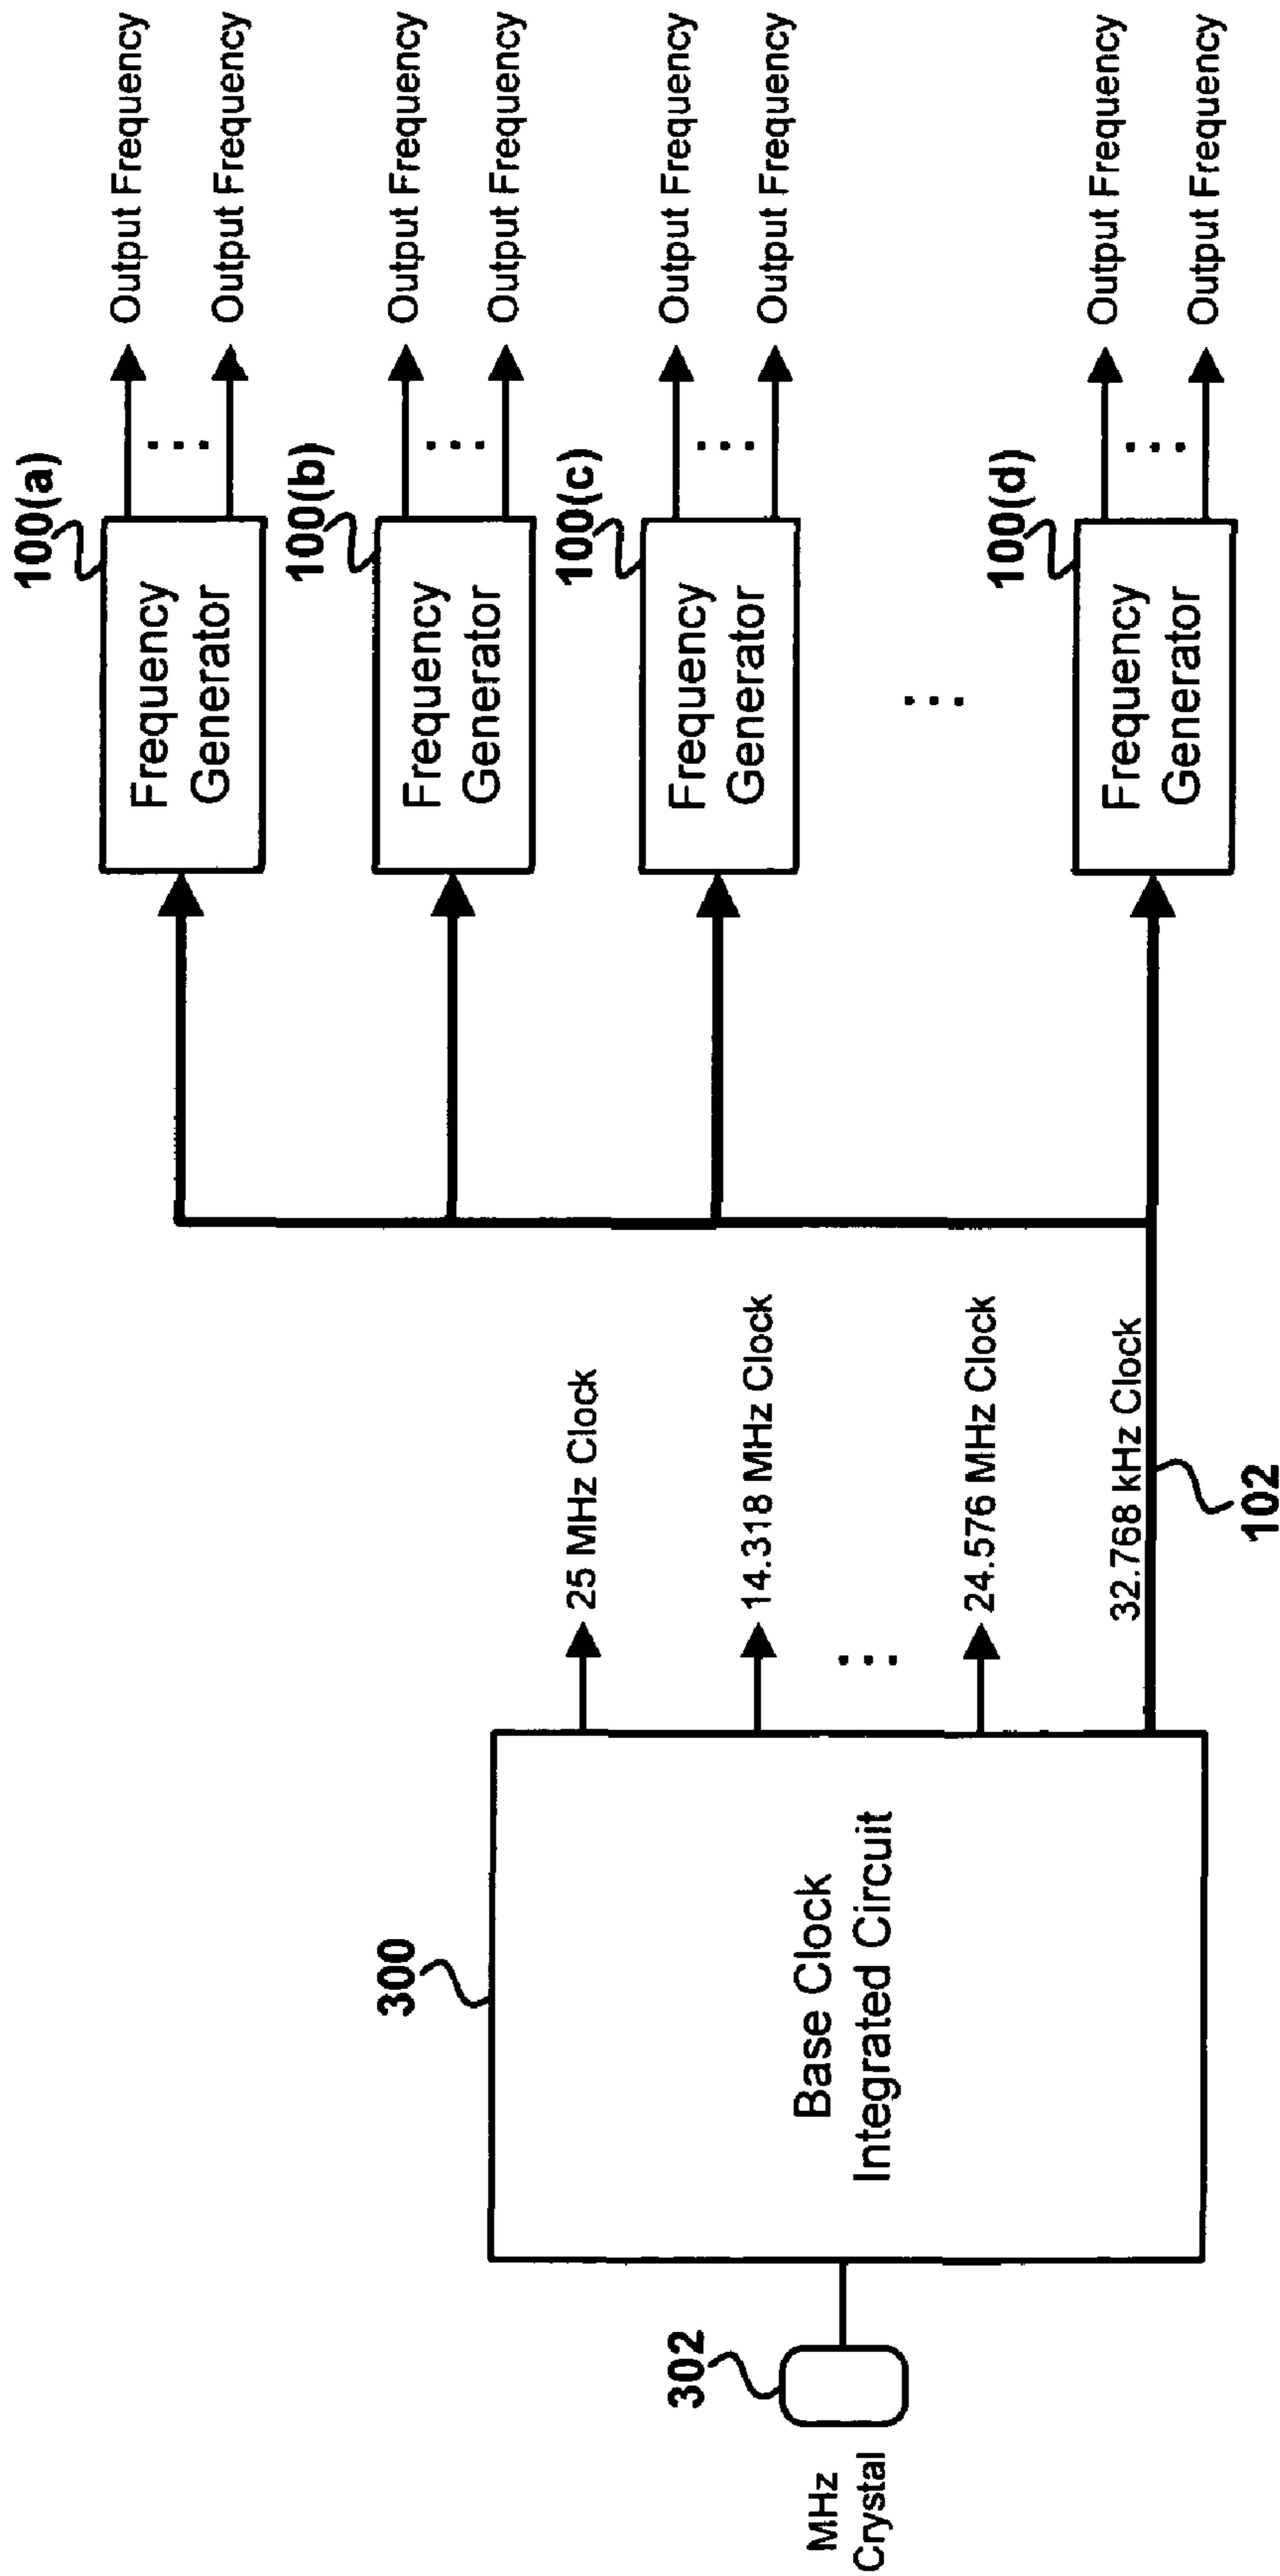 MHz
Crystal
302
300
Base Clock
Integrated Circuit
25 MHz Clock
14.318 MHz Clock
...
24.576 MHz Clock
32.768 kHz Clock
102
100(a)
Frequency
Generator
Output Frequency
...
Output Frequency
100(b)
Frequency
Generator
Output Frequency
...
Output Frequency
100(c)
Frequency
Generator
Output Frequency
...
Output Frequency
...
100(d)
Frequency
Generator
Output Frequency
...
Output Frequency